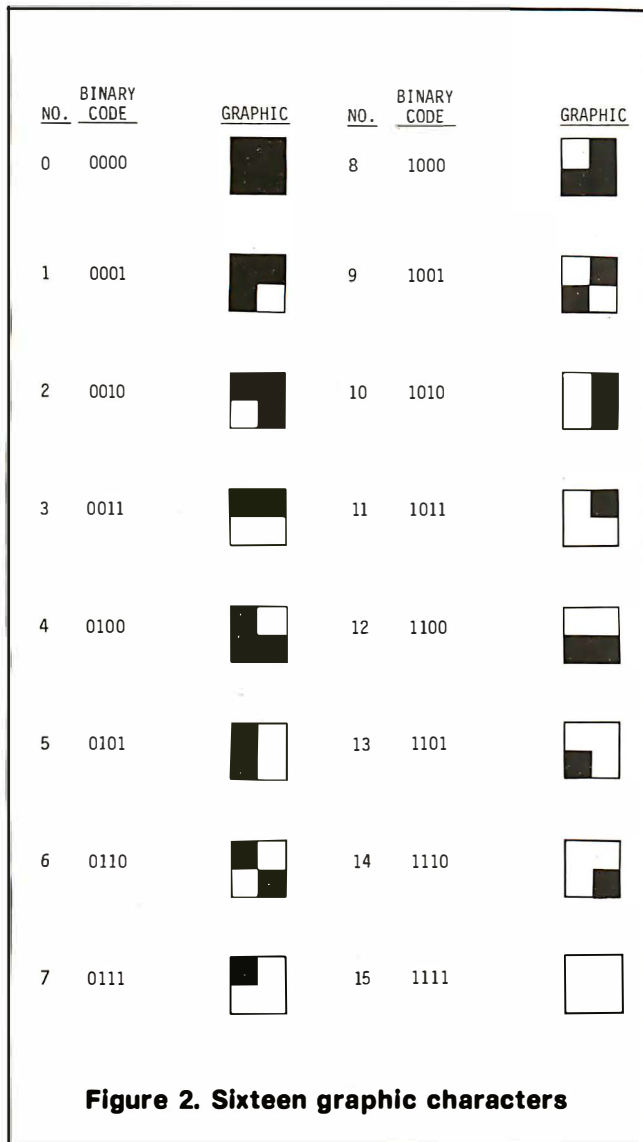 NO. BINARY CODE GRAPHIC NO. BINARY CODE GRAPHIC
0 0000 8 1000
1 0001 9 1001
2 0010 10 1010
3 0011 11 1011
4 0100 12 1100
5 0101 13 1101
6 0110 14 1110
7 0111 15 1111
Figure 2. Sixteen graphic characters